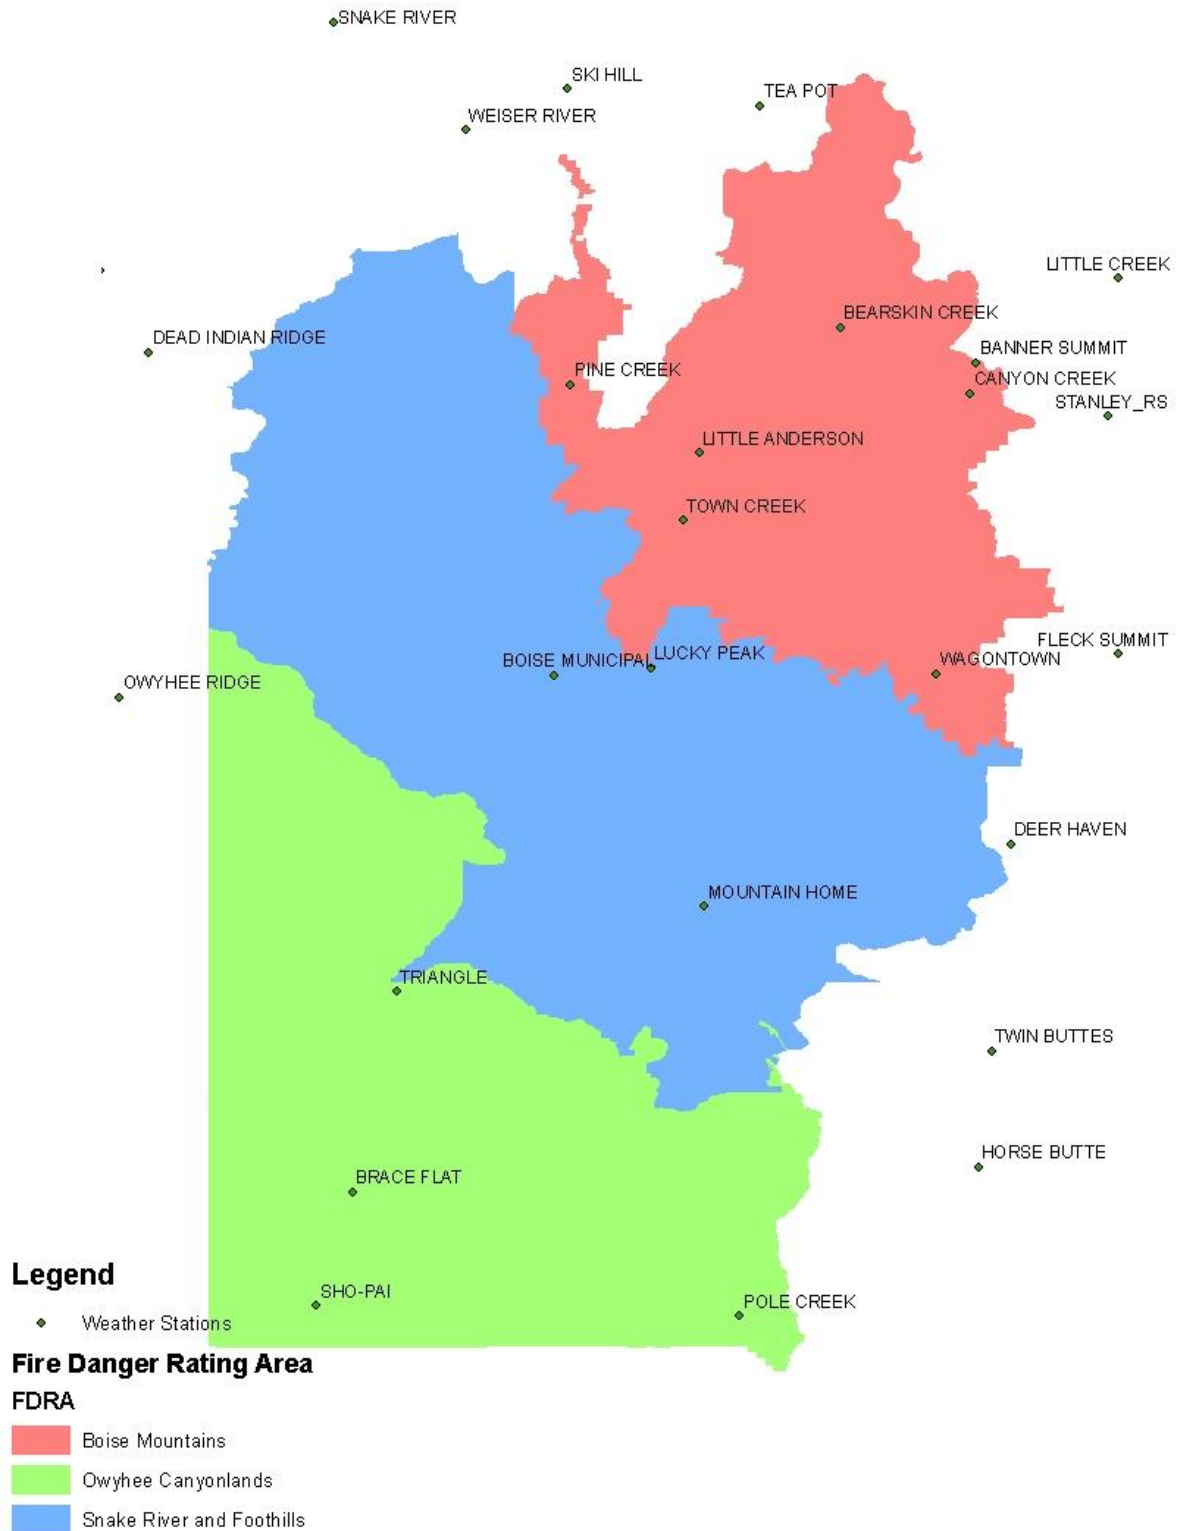 SNAKE RIVER
SKI HILL
TEA POT
WEISER RIVER
LITTLE CREEK
BEARSKIN CREEK
DEAD INDIAN RIDGE
BANNER SUMMIT
PINE CREEK
CANYON CREEK
STANLEY_RS
LITTLE ANDERSON
TOWN CREEK
FLECK SUMMIT
BOISE MUNICIPAL
LUCKY PEAK
WAGONTOWN
OWYHEE RIDGE
DEER HAVEN
MOUNTAIN HOME
TRIANGLE
TWIN BUTTES
HORSE BUTTE
BRACE FLAT
SHO-PAI
POLE CREEK
Legend
Weather Stations
Fire Danger Rating Area
FDRA
Boise Mountains
Owyhee Canyonlands
Snake River and Foothills